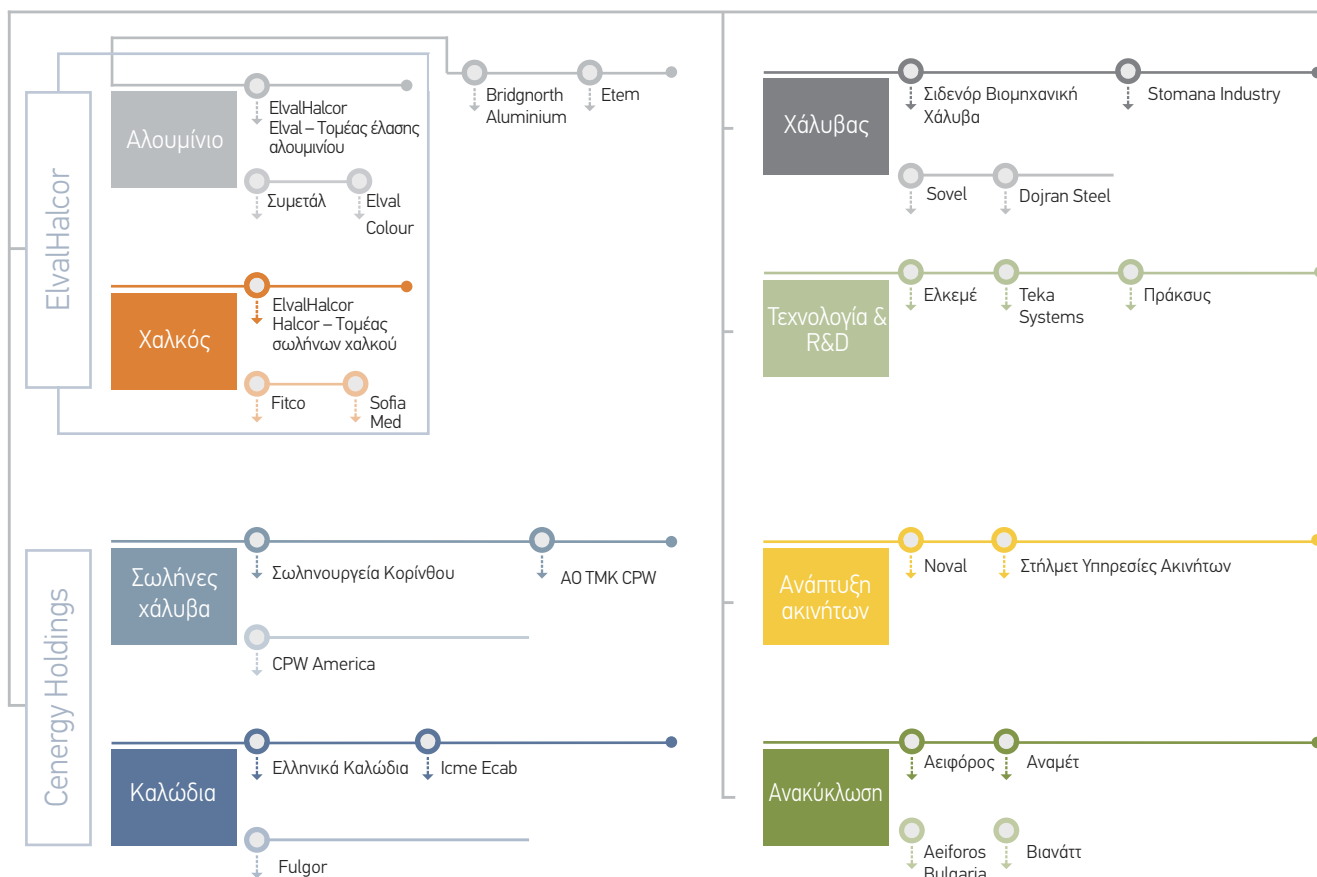 ElvalHalcor
Αλουμίνιο
ElvalHalcor
Elval – Τομέας έλασης
αλουμινίου
Bridgnorth
Aluminium
Etem
Συμετάλ
Elval
Colour
Χαλκός
ElvalHalcor
Halcor – Τομέας
σωλήνων χαλκού
Fitco
Sofia
Med
Cenergy Holdings
Σωλήνες
χάλυβα
Σωληνουργεία Κορίνθου
AO TMK CPW
CPW America
Καλώδια
Ελληνικά Καλώδια
Icme Ecab
Fulgor
Χάλυβας
Σιδενόρ Βιομηχανική
Χάλυβα
Stomana Industry
Sovel
Dojran Steel
Τεχνολογία &
R&D
Ελκεμέ
Teka
Systems
Πράκσυς
Ανάπτυξη
ακινήτων
Noval
Στήλμετ Υπηρεσίες Ακινήτων
Ανακύκλωση
Αειφόρος
Αναμέτ
Aeiforos
Bulgaria
Βιανάττ